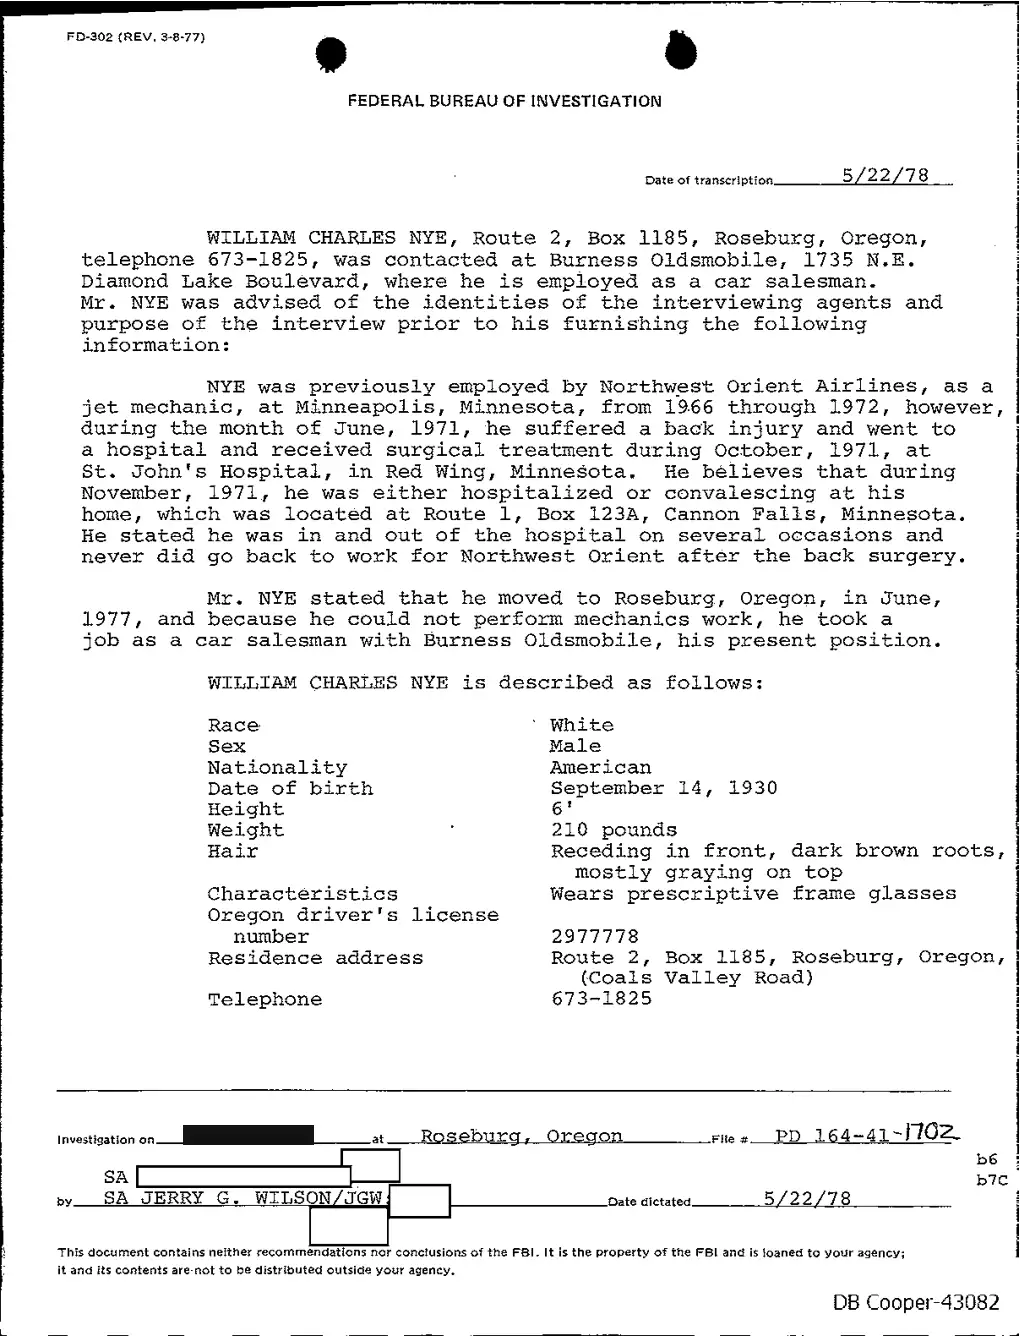 FD-302 (REV. 3-8-77)
FEDERAL BUREAU OF INVESTIGATION
Date of transcription 5/22/78
WILLIAM CHARLES NYE, Route 2, Box 1185, Roseburg, Oregon,
telephone 673-1825, was contacted at Burness Oldsmobile, 1735 N.E.
Diamond Lake Boulevard, where he is employed as a car salesman.
Mr. NYE was advised of the identities of the interviewing agents and
purpose of the interview prior to his furnishing the following
information:
NYE was previously employed by Northwest Orient Airlines, as a
jet mechanic, at Minneapolis, Minnesota, from 1966 through 1972, however,
during the month of June, 1971, he suffered a back injury and went to
a hospital and received surgical treatment during October, 1971, at
St. John's Hospital, in Red Wing, Minnesota. He believes that during
November, 1971, he was either hospitalized or convalescing at his
home, which was located at Route 1, Box 123A, Cannon Falls, Minnesota.
He stated he was in and out of the hospital on several occasions and
never did go back to work for Northwest Orient after the back surgery.
Mr. NYE stated that he moved to Roseburg, Oregon, in June,
1977, and because he could not perform mechanics work, he took a
job as a car salesman with Burness Oldsmobile, his present position.
WILLIAM CHARLES NYE is described as follows:
Race White
Sex Male
Nationality American
Date of birth September 14, 1930
Height 6'
Weight 210 pounds
Hair Receding in front, dark brown roots,
mostly graying on top
Characteristics Wears prescriptive frame glasses
Oregon driver's license
number 2977778
Residence address Route 2, Box 1185, Roseburg, Oregon,
(Coals Valley Road)
Telephone 673-1825
Investigation on at Roseburg, Oregon File # PD 164-41-1702
b6
b7C
SA
by SA JERRY G. WILSON/JGW Date dictated 5/22/78
This document contains neither recommendations nor conclusions of the FBI. It is the property of the FBI and is loaned to your agency;
it and its contents are not to be distributed outside your agency.
DB Cooper-43082